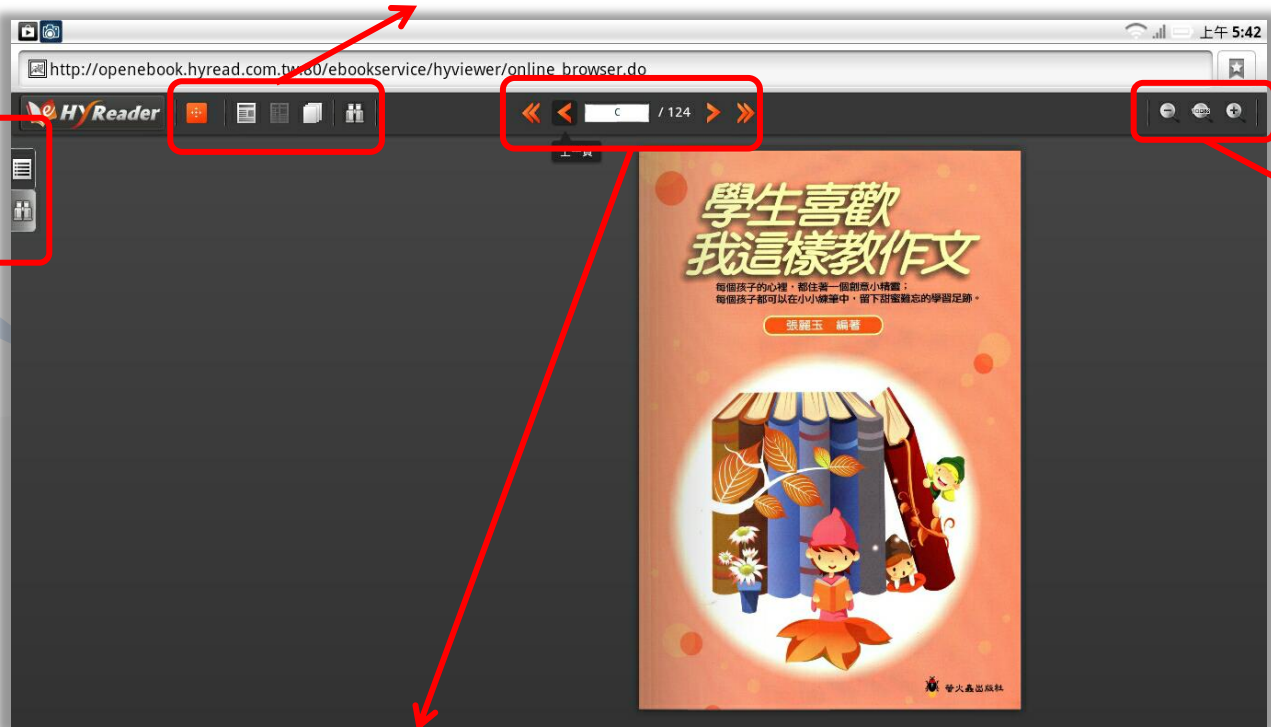 上午 5:42
http://openebook.hyread.com.tw:80/ebookservice/hyviewer/online_browser.do
HYReader
C / 124
100%
上一頁
學生喜歡
我這樣教作文
每個孩子的心裡，都住著一個創意小精靈；
每個孩子都可以在小小練筆中，留下甜蜜難忘的學習足跡。
張麗玉 編著
螢火蟲出版社